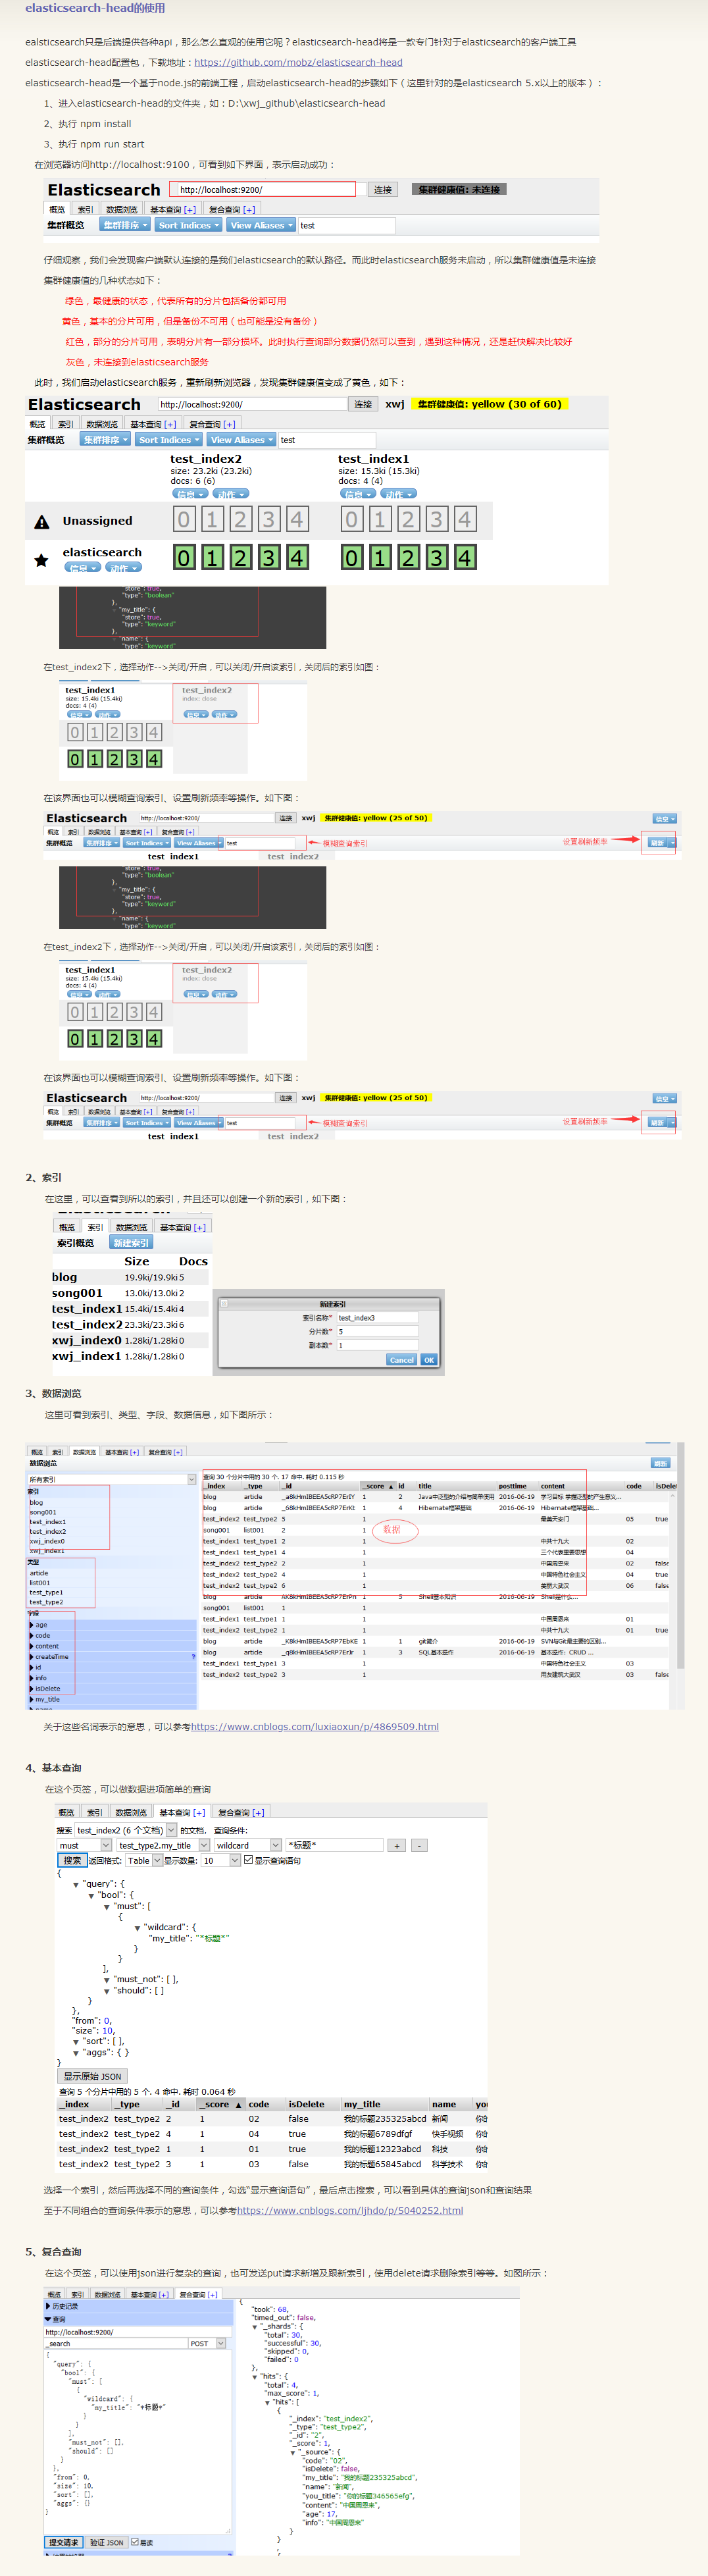 elasticsearch-head的使用
ealsticsearch只是后端提供各种api，那么怎么直观的使用它呢？elasticsearch-head将是一款专门针对于elasticsearch的客户端工具
elasticsearch-head配置包，下载地址：https://github.com/mobz/elasticsearch-head
elasticsearch-head是一个基于node.js的前端工程，启动elasticsearch-head的步骤如下（这里针对的是elasticsearch 5.x以上的版本）：
1、进入elasticsearch-head的文件夹，如：D:\xwj_github\elasticsearch-head
2、执行 npm install
3、执行 npm run start
在浏览器访问http://localhost:9100，可看到如下界面，表示启动成功：
Elasticsearch http://localhost:9200/ 连接 集群健康值: 未连接
概览 索引 数据浏览 基本查询 [+] 复合查询 [+]
集群概览 集群排序 Sort Indices View Aliases test
仔细观察，我们会发现客户端默认连接的是我们elasticsearch的默认路径。而此时elasticsearch服务未启动，所以集群健康值是未连接
集群健康值的几种状态如下：
绿色，最健康的状态，代表所有的分片包括备份都可用
黄色，基本的分片可用，但是备份不可用（也可能是没有备份）
红色，部分的分片可用，表明分片有一部分损坏。此时执行查询部分数据仍然可以查到，遇到这种情况，还是赶快解决比较好
灰色，未连接到elasticsearch服务
此时，我们启动elasticsearch服务，重新刷新浏览器，发现集群健康值变成了黄色，如下：
Elasticsearch http://localhost:9200/ 连接 xwj 集群健康值: yellow (30 of 60)
概览 索引 数据浏览 基本查询 [+] 复合查询 [+]
集群概览 集群排序 Sort Indices View Aliases test
test_index2 test_index1
size: 23.2ki (23.2ki) size: 15.3ki (15.3ki)
docs: 6 (6) docs: 4 (4)
信息 动作 信息 动作
Unassigned 0 1 2 3 4 0 1 2 3 4
elasticsearch 0 1 2 3 4 0 1 2 3 4
信息 动作
"store": true,
"type": "boolean"
},
"my_title": {
"store": true,
"type": "keyword"
},
"name": {
"type": "keyword"
在test_index2下，选择动作-->关闭/开启，可以关闭/开启该索引，关闭后的索引如图：
test_index1 test_index2
size: 15.4ki (15.4ki) index: close
docs: 4 (4)
信息 动作 信息 动作
0 1 2 3 4
0 1 2 3 4
在该界面也可以模糊查询索引、设置刷新频率等操作。如下图：
Elasticsearch http://localhost:9200/ 连接 xwj 集群健康值: yellow (25 of 50) 信息
概览 索引 数据浏览 基本查询 [+] 复合查询 [+]
集群概览 集群排序 Sort Indices View Aliases test 模糊查询索引 设置刷新频率 刷新
test_index1 test_index2
"store": true,
"type": "boolean"
},
"my_title": {
"store": true,
"type": "keyword"
},
"name": {
"type": "keyword"
在test_index2下，选择动作-->关闭/开启，可以关闭/开启该索引，关闭后的索引如图：
test_index1 test_index2
size: 15.4ki (15.4ki) index: close
docs: 4 (4)
信息 动作 信息 动作
0 1 2 3 4
0 1 2 3 4
在该界面也可以模糊查询索引、设置刷新频率等操作。如下图：
Elasticsearch http://localhost:9200/ 连接 xwj 集群健康值: yellow (25 of 50) 信息
概览 索引 数据浏览 基本查询 [+] 复合查询 [+]
集群概览 集群排序 Sort Indices View Aliases test 模糊查询索引 设置刷新频率 刷新
test_index1 test_index2
2、索引
在这里，可以查看到所以的索引，并且还可以创建一个新的索引，如下图：
概览 索引 数据浏览 基本查询 [+]
索引概览 新建索引
Size Docs
blog 19.9ki/19.9ki 5
song001 13.0ki/13.0ki 2
test_index1 15.4ki/15.4ki 4
test_index2 23.3ki/23.3ki 6
xwj_index0 1.28ki/1.28ki 0
xwj_index1 1.28ki/1.28ki 0
新建索引
索引名称" test_index3
分片数" 5
副本数" 1
Cancel OK
3、数据浏览
这里可看到索引、类型、字段、数据信息，如下图所示：
概览 索引 数据浏览 基本查询 [+] 复合查询 [+]
数据浏览 刷新
所有索引
索引
blog
song001
test_index1
test_index2
xwj_index0
xwj_index1
类型
article
list001
test_type1
test_type2
字段
age
code
content
createTime ?
id
info
isDelete
my_title
查询 30 个分片中用的 30 个. 17 命中. 耗时 0.115 秒
_index _type _id _score id title posttime content code isDelet
blog article _a8kHmIBEEA5cRP7ErIY 1 2 Java中泛型的介绍与简单使用 2016-06-19 学习目标 掌握泛型的产生意义...
blog article _68kHmIBEEA5cRP7ErKt 1 4 Hibernate框架基础 2016-06-19 Hibernate框架基础...
test_index2 test_type2 5 1 最美天安门 05 true
song001 list001 2 1
数据
test_index1 test_type1 2 1 中共十九大 02
test_index1 test_type1 4 1 三个代表重要思想 04
test_index2 test_type2 2 1 中国周恩来 02 false
test_index2 test_type2 4 1 中国特色社会主义 04 true
test_index2 test_type2 6 1 美丽大武汉 06 false
blog article AK8kHmIBEEA5cRP7ErPn 1 5 Shell基本知识 2016-06-19 Shell是什么...
song001 list001 1 1
test_index1 test_type1 1 1 中国周恩来 01
test_index2 test_type2 1 1 中共十九大 01 true
blog article _K8kHmIBEEA5cRP7EbKE 1 1 git简介 2016-06-19 SVN与Git最主要的区别...
blog article _q8kHmIBEEA5cRP7ErJr 1 3 SQL基本操作 2016-06-19 基本操作：CRUD ...
test_index1 test_type1 3 1 中国特色社会主义 03
test_index2 test_type2 3 1 用友建筑大武汉 03 false
关于这些名词表示的意思，可以参考https://www.cnblogs.com/luxiaoxun/p/4869509.html
4、基本查询
在这个页签，可以做数据进项简单的查询
概览 索引 数据浏览 基本查询 [+] 复合查询 [+]
搜索 test_index2 (6 个文档) 的文档. 查询条件:
must test_type2.my_title wildcard *标题* + -
搜索 返回格式: Table 显示数量: 10 显示查询语句
{
"query": {
"bool": {
"must": [
{
"wildcard": {
"my_title": "*标题*"
}
}
],
"must_not": [ ],
"should": [ ]
}
},
"from": 0,
"size": 10,
"sort": [ ],
"aggs": { }
}
显示原始 JSON
查询 5 个分片中用的 5 个. 4 命中. 耗时 0.064 秒
_index _type _id _score ▲ code isDelete my_title name you
test_index2 test_type2 2 1 02 false 我的标题235325abcd 新闻 你的
test_index2 test_type2 4 1 04 true 我的标题6789dfgf 快手视频 你的
test_index2 test_type2 1 1 01 true 我的标题12323abcd 科技 你的
test_index2 test_type2 3 1 03 false 我的标题65845abcd 科学技术 你的
选择一个索引，然后再选择不同的查询条件，勾选"显示查询语句"，最后点击搜索，可以看到具体的查询json和查询结果
至于不同组合的查询条件表示的意思，可以参考https://www.cnblogs.com/ljhdo/p/5040252.html
5、复合查询
在这个页签，可以使用json进行复杂的查询，也可发送put请求新增及跟新索引，使用delete请求删除索引等等。如图所示：
概览 索引 数据浏览 基本查询 [+] 复合查询 [+]
历史记录
查询
http://localhost:9200/
_search POST
{
"query": {
"bool": {
"must": [
{
"wildcard": {
"my_title": "*标题*"
}
}
],
"must_not": [],
"should": []
}
},
"from": 0,
"size": 10,
"sort": [],
"aggs": {}
}
提交请求 验证 JSON 易读
{
"took": 68,
"timed_out": false,
"_shards": {
"total": 30,
"successful": 30,
"skipped": 0,
"failed": 0
},
"hits": {
"total": 4,
"max_score": 1,
"hits": [
{
"_index": "test_index2",
"_type": "test_type2",
"_id": "2",
"_score": 1,
"_source": {
"code": "02",
"isDelete": false,
"my_title": "我的标题235325abcd",
"name": "新闻",
"you_title": "你的标题346565efg",
"content": "中国周恩来",
"age": 17,
"info": "中国周恩来"
}
}
,